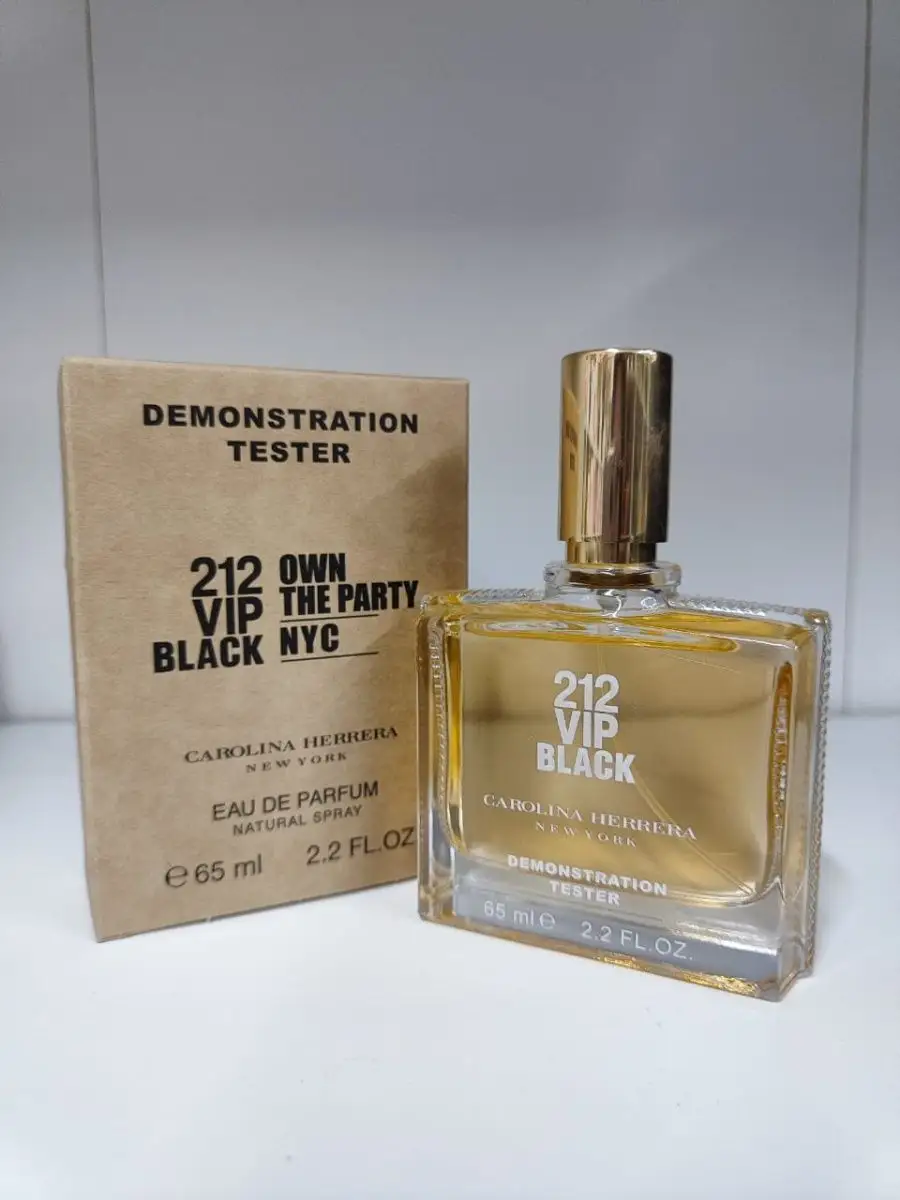 DEMONSTRATION
TESTER
212
VIP
BLACK
OWN
THE PARTY
NYC
CAROLINA HERRERA
NEW YORK
EAU DE PARFUM
NATURAL SPRAY
℮ 65 ml 2.2 FL.OZ
212
VIP
BLACK
CAROLINA HERRERA
NEW YORK
DEMONSTRATION
TESTER
65 ml ℮ 2.2 FL.OZ.